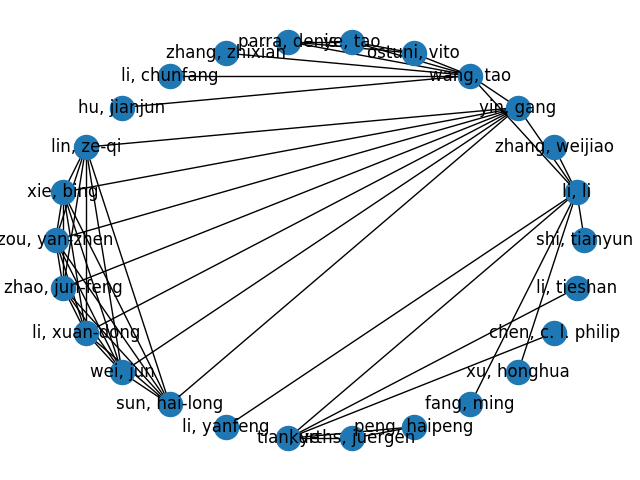 parra, denis
ye, tao
zhang, zhixian
ostuni, vito
li, chunfang
wang, tao
hu, jianjun
yin, gang
lin, ze-qi
zhang, weijiao
xie, bing
li, li
zou, yan-zhen
shi, tianyun
zhao, jun-feng
li, tieshan
li, xuan-dong
chen, c. l. philip
wei, jun
xu, honghua
sun, hai-long
fang, ming
li, yanfeng
peng, haipeng
juergen